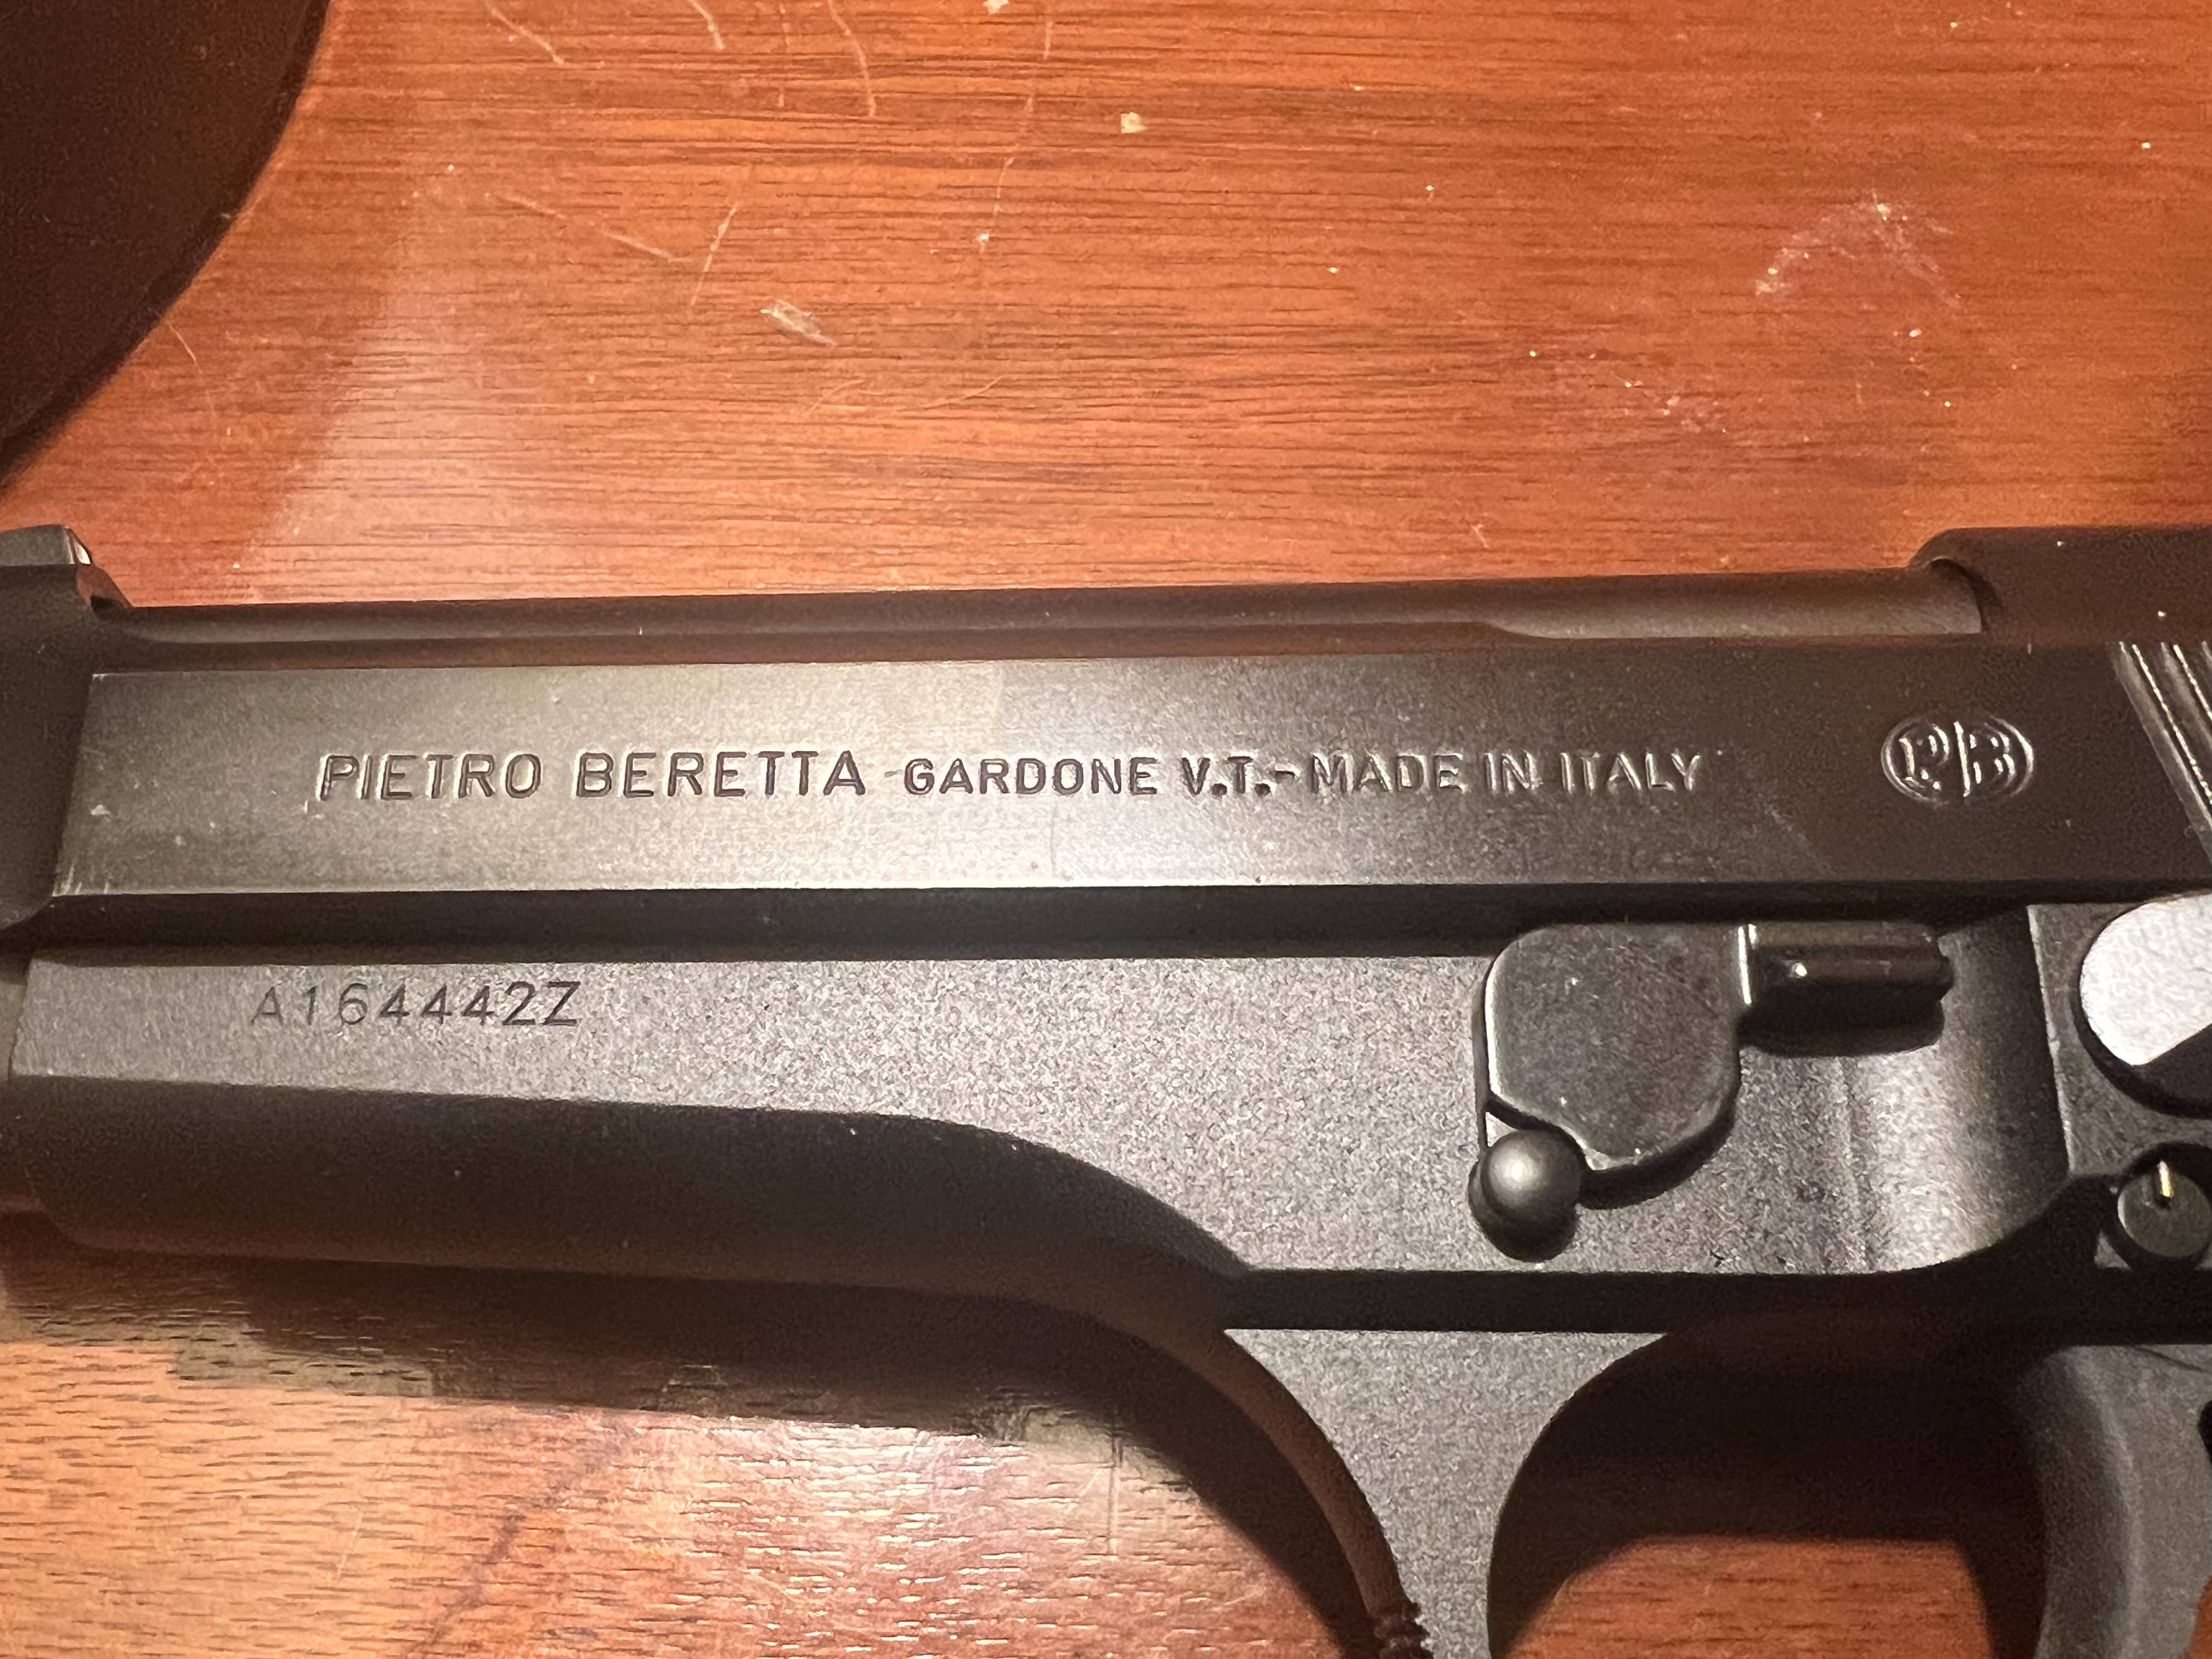 PIETRO BERETTA GARDONE V.T.-MADE IN ITALY PB
A164442Z